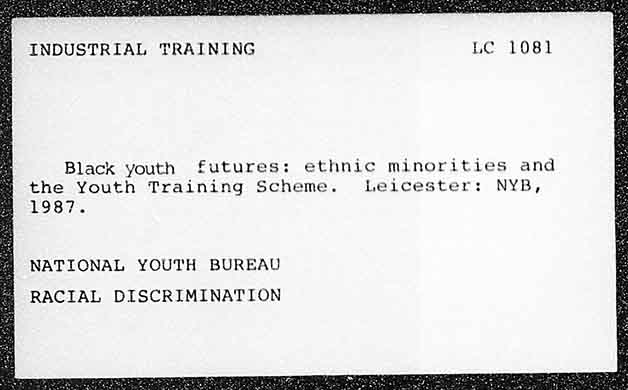 INDUSTRIAL TRAINING LC 1081
Black youth futures: ethnic minorities and
the Youth Training Scheme. Leicester: NYB,
1987.
NATIONAL YOUTH BUREAU
RACIAL DISCRIMINATION